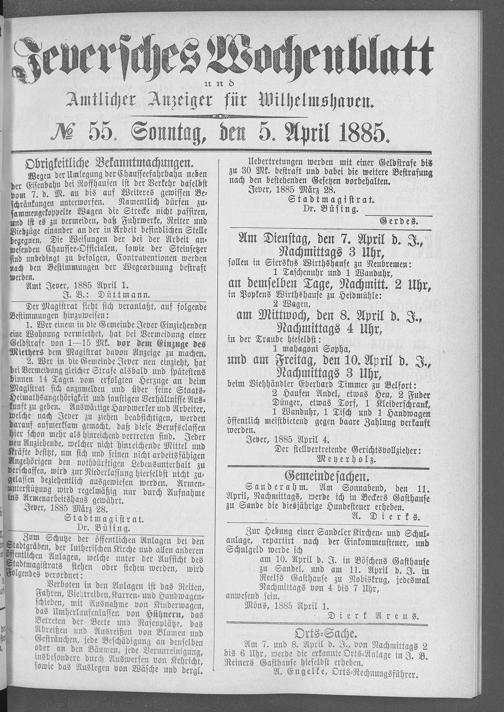 Jeversches Wochenblatt
und
Amtlicher Anzeiger für Wilhelmshaven.
№ 55. Sonntag, den 5. April 1885.
Obrigkeitliche Bekanntmachungen.
Wegen der Umlegung der Chausseefahrbahn neben
der Eisenbahn bei Roffhausen ist der Verkehr daselbst
vom 7. d. M. an bis auf Weiteres gewissen Be-
schränkungen unterworfen. Namentlich dürfen zu-
sammengekoppelte Wagen die Strecke nicht passiren,
und ist es zu vermeiden, daß Fuhrwerke, Reiter und
Viehzüge einander an der in Arbeit befindlichen Stelle
begegnen. Die Weisungen der bei der Arbeit an-
wesenden Chaussee-Officialen, sowie der Steinsetzer
sind unbedingt zu befolgen, Contraventionen werden
nach den Bestimmungen der Wegeordnung bestraft
werden.
Amt Jever, 1885 April 1.
J. V.: Düttmann.
Der Magistrat sieht sich veranlaßt, auf folgende
Bestimmungen hinzuweisen:
1. Wer einem in die Gemeinde Jever Einziehenden
eine Wohnung vermiethet, hat bei Vermeidung einer
Geldstrafe von 1—15 Mk. vor dem Einzuge des
Miethers dem Magistrat davon Anzeige zu machen.
2. Wer in die Gemeinde Jever neu einzieht, hat
bei Vermeidung gleicher Strafe alsbald und spätestens
binnen 14 Tagen vom erfolgten Herzuge an beim
Magistrat sich anzumelden und über seine Staats-
Heimathsangehörigkeit und sonstigen Verhältnisse Aus-
kunft zu geben. Auswärtige Handwerker und Arbeiter,
welche nach Jever zu ziehen beabsichtigen, werden
darauf aufmerksam gemacht, daß diese Berufsclassen
hier schon mehr als hinreichend vertreten sind. Jeder
neu Anziehende, welcher nicht hinreichende Mittel und
Kräfte besitzt, um sich und seinen nicht arbeitsfähigen
Angehörigen den nothdürftigen Lebensunterhalt zu
verschaffen, wird zur Niederlassung hierselbst nicht zu-
gelassen beziehentlich ausgewiesen werden. Armen-
unterstützung wird regelmäßig nur durch Aufnahme
ins Armenarbeitshaus gewährt.
Jever, 1885 März 28.
Stadtmagistrat.
Dr. Büsing.
Zum Schutze der öffentlichen Anlagen bei den
Stadtgräben, der lutherischen Kirche und allen anderen
öffentlichen Anlagen, welche unter der Aufsicht des
Stadtmagistrats stehen oder stehen werden, wird
Folgendes verordnet:
Verboten in den Anlagen ist das Reiten,
Fahren, Viehtreiben, Karren- und Handwagen-
schieben, mit Ausnahme von Kinderwagen,
das Umherlaufenlassen von Hühnern, das
Betreten der Beete und Rasenplätze, das
Abreißen und Ausreißen von Blumen und
Gesträuchen, jede Beschädigung an denselben
oder an den Bäumen, jede Verunreinigung,
insbesondere durch Auswerfen von Kehricht,
sowie das Auslegen von Wäsche und dergl.
Uebertretungen werden mit einer Geldstrafe bis
zu 30 Mk. bestraft und dabei die weitere Bestrafung
nach den bestehenden Gesetzen vorbehalten.
Jever, 1885 März 28.
Stadtmagistrat.
Dr. Büsing.
Gerdes.
Am Dienstag, den 7. April d. J.,
Nachmittags 3 Uhr,
sollen in Sierskys Wirthshause zu Neubremen:
1 Taschenuhr und 1 Wanduhr,
an demselben Tage, Nachmitt. 2 Uhr,
in Popkens Wirthshause zu Heidmühle:
2 Wagen,
am Mittwoch, den 8. April d. J.,
Nachmittags 4 Uhr,
in der Traube hieselbst:
1 mahagoni Sopha,
und am Freitag, den 10. April d. J.,
Nachmittags 3 Uhr,
beim Viehhändler Eberhard Timmer zu Belfort:
2 Haufen Andel, etwas Heu, 2 Fuder
Dünger, etwas Torf, 1 Kleiderschrank,
1 Wanduhr, 1 Tisch und 1 Handwagen
öffentlich meistbietend gegen baare Zahlung verkauft
werden.
Jever, 1885 April 4.
Der stellvertretende Gerichtsvollzieher:
Meyerholz.
Gemeindesachen.
Sanderahm. Am Sonnabend, den 11.
April, Nachmittags, werde ich in Beckers Gasthause
zu Sande die diesjährige Hundesteuer erheben.
A. Dierks.
Zur Hebung einer Sandeler Kirchen- und Schul-
anlage, repartirt nach der Einkommensteuer, und
Schulgeld werde ich
am 10. April d. J. in Böschens Gasthause
zu Sandel, und am 11. April d. J. in
Reelfs Gasthause zu Nobiskrug, jedesmal
Nachmittags von 4 bis 7 Uhr,
anwesend sein.
Möns, 1885 April 1.
Dierk Arens.
Orts-Sache.
Am 7. und 8. April d. J., von Nachmittags 2
bis 6 Uhr, werde die erkannte Orts-Anlage in J. B.
Reiners Gasthause hieselbst erheben.
A. Engelke, Orts-Rechnungsführer.